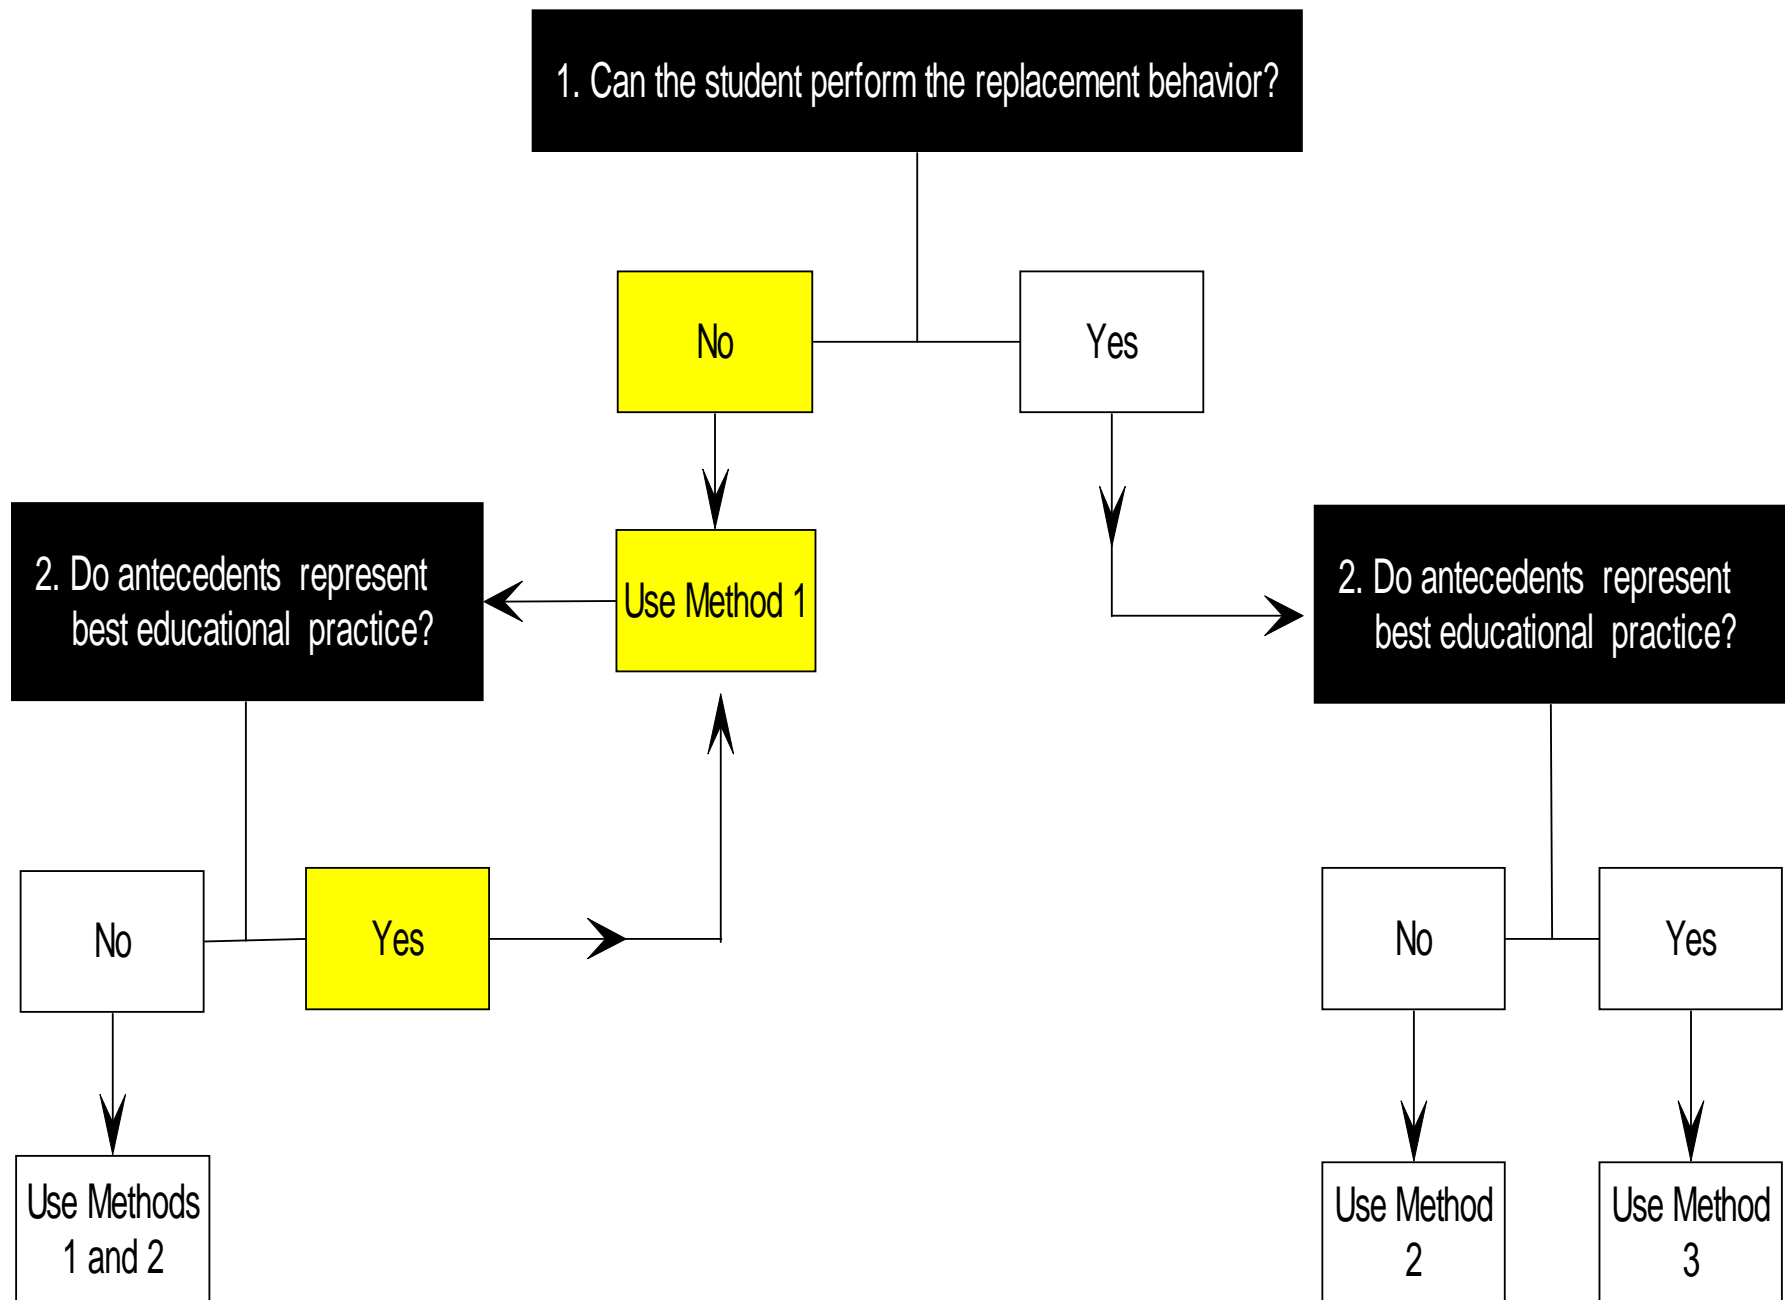 1. Can the student perform the replacement behavior?
No
Yes
2. Do antecedents represent
best educational practice?
Use Method 1
2. Do antecedents represent
best educational practice?
No
Yes
No
Yes
Use Methods
1 and 2
Use Method
2
Use Method
3